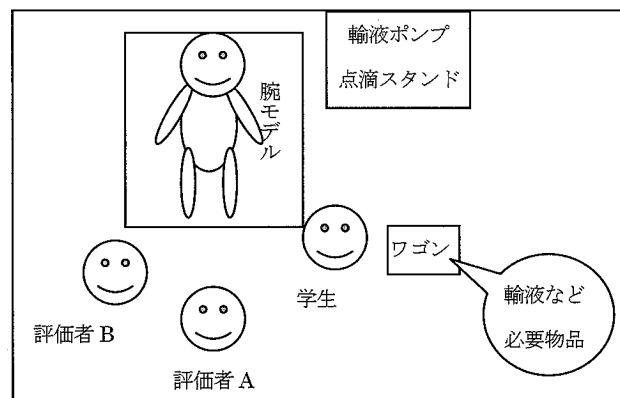 輸液ポンプ
点滴スタンド
腕モデル
ワゴン
学生
輸液など
必要物品
評価者 B
評価者 A